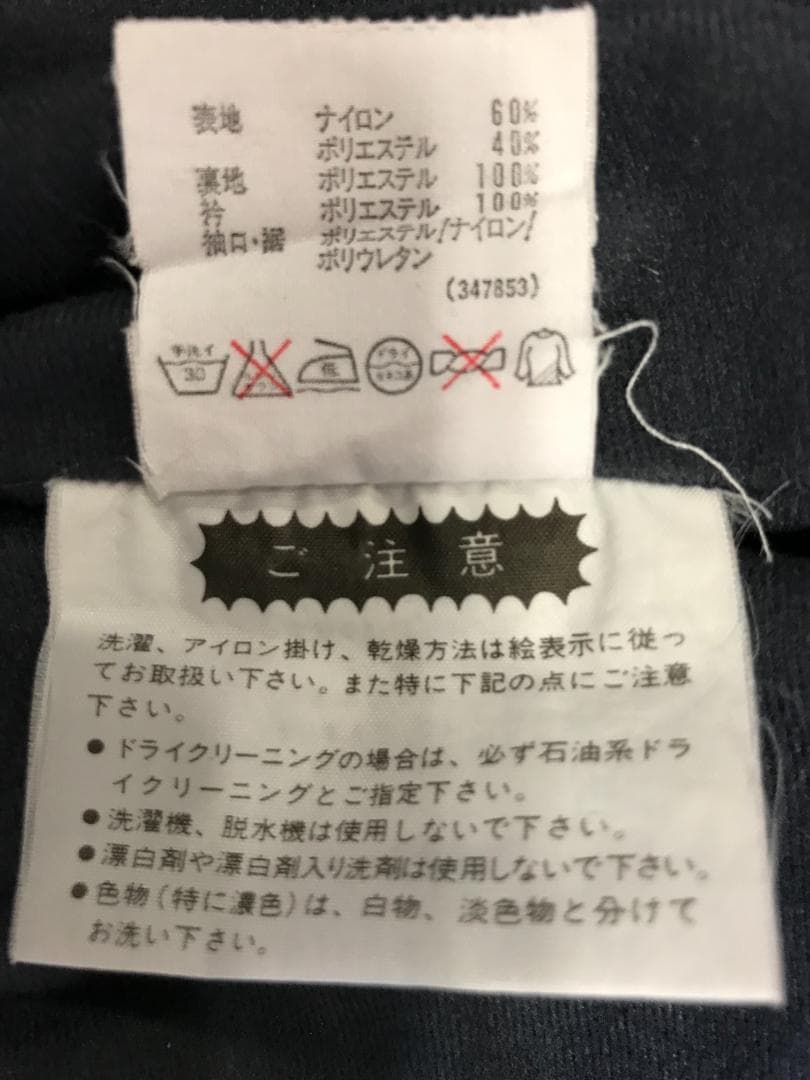 表地 ナイロン 60%
ポリエステル 40%
裏地 ポリエステル 100%
衿 ポリエステル 100%
袖口・裾 ポリエステル/ナイロン/
ポリウレタン
(347853)
手洗イ 30 低 ドライ セキユ系
ご注意
洗濯、アイロン掛け、乾燥方法は絵表示に従っ
てお取扱い下さい。また特に下記の点にご注意
下さい。
●ドライクリーニングの場合は、必ず石油系ドラ
イクリーニングとご指定下さい。
●洗濯機、脱水機は使用しないで下さい。
●漂白剤や漂白剤入り洗剤は使用しないで下さい。
●色物(特に濃色)は、白物、淡色物と分けて
お洗い下さい。